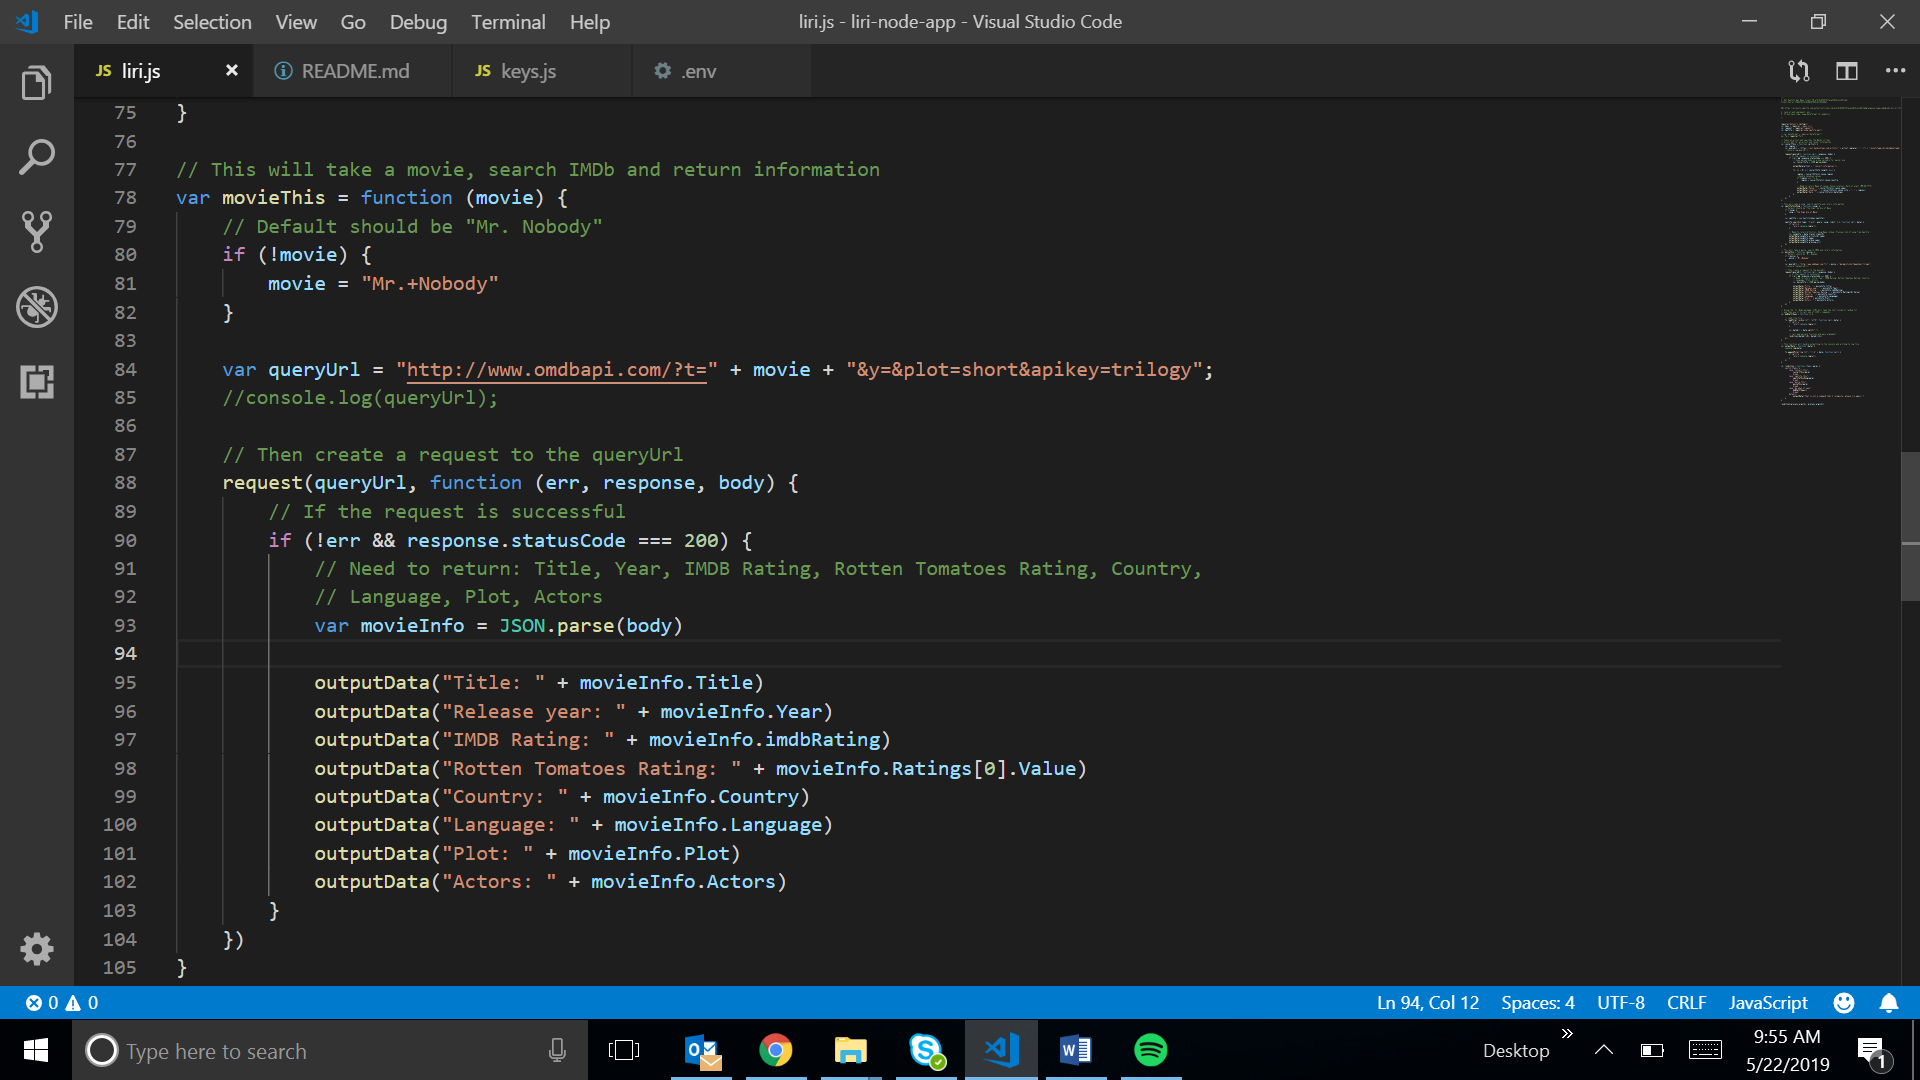 File Edit Selection View Go Debug Terminal Help liri.js - liri-node-app - Visual Studio Code
JS liri.js README.md JS keys.js .env
75 }
76
77 // This will take a movie, search IMDb and return information
78 var movieThis = function (movie) {
79 // Default should be "Mr. Nobody"
80 if (!movie) {
81 movie = "Mr.+Nobody"
82 }
83
84 var queryUrl = "http://www.omdbapi.com/?t=" + movie + "&y=&plot=short&apikey=trilogy";
85 //console.log(queryUrl);
86
87 // Then create a request to the queryUrl
88 request(queryUrl, function (err, response, body) {
89 // If the request is successful
90 if (!err && response.statusCode === 200) {
91 // Need to return: Title, Year, IMDB Rating, Rotten Tomatoes Rating, Country,
92 // Language, Plot, Actors
93 var movieInfo = JSON.parse(body)
94
95 outputData("Title: " + movieInfo.Title)
96 outputData("Release year: " + movieInfo.Year)
97 outputData("IMDB Rating: " + movieInfo.imdbRating)
98 outputData("Rotten Tomatoes Rating: " + movieInfo.Ratings[0].Value)
99 outputData("Country: " + movieInfo.Country)
100 outputData("Language: " + movieInfo.Language)
101 outputData("Plot: " + movieInfo.Plot)
102 outputData("Actors: " + movieInfo.Actors)
103 }
104 })
105 }
0 0 Ln 94, Col 12 Spaces: 4 UTF-8 CRLF JavaScript
Type here to search Desktop 9:55 AM
5/22/2019 1